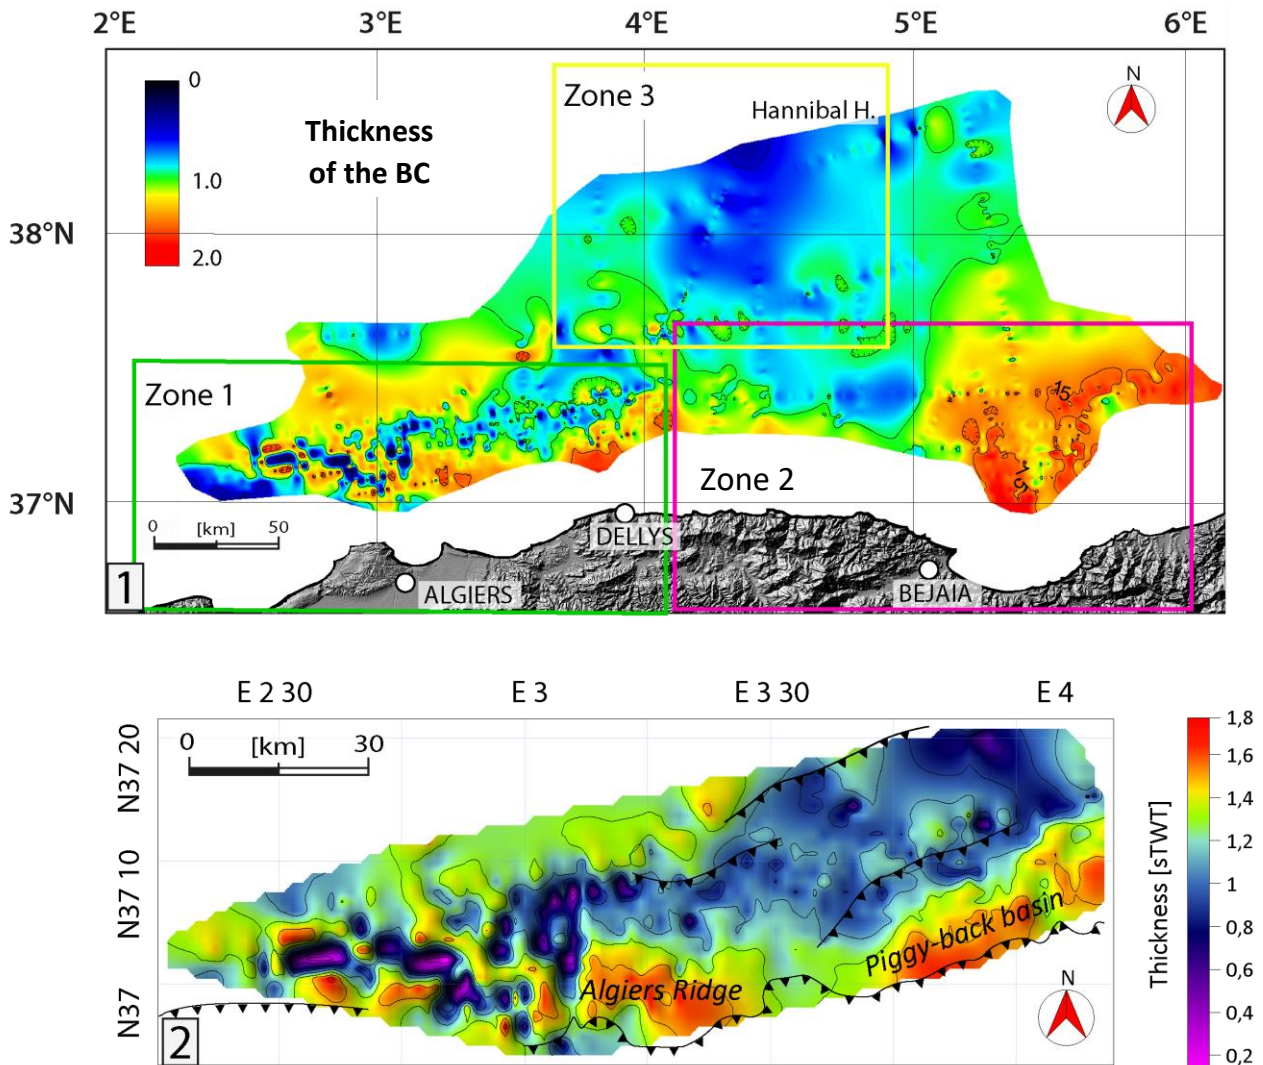 2°E 3°E 4°E 5°E 6°E
N
0
1.0
2.0
Thickness
of the BC
Zone 3
Hannibal H.
38°N
Zone 1
15
1.5
Zone 2
37°N
0 [km] 50
DELLYS
ALGIERS
BEJAIA
1
E 2 30 E 3 E 3 30 E 4
0 [km] 30
N37 20
N37 10
N37
Algiers Ridge
Piggy-back basin
N
2
Thickness [sTWT]
1,8
1,6
1,4
1,2
1
0,8
0,6
0,4
0,2